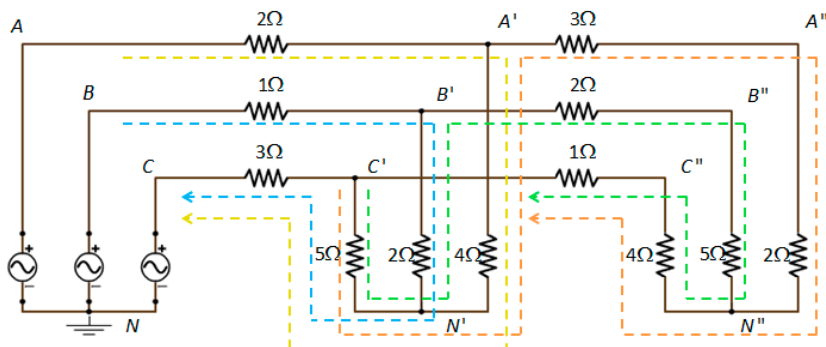 A 2Ω A' 3Ω A"
B 1Ω B' 2Ω B"
C 3Ω C' 1Ω C"
+ + +
5Ω 2Ω 4Ω 4Ω 5Ω 2Ω
− − −
N N' N"